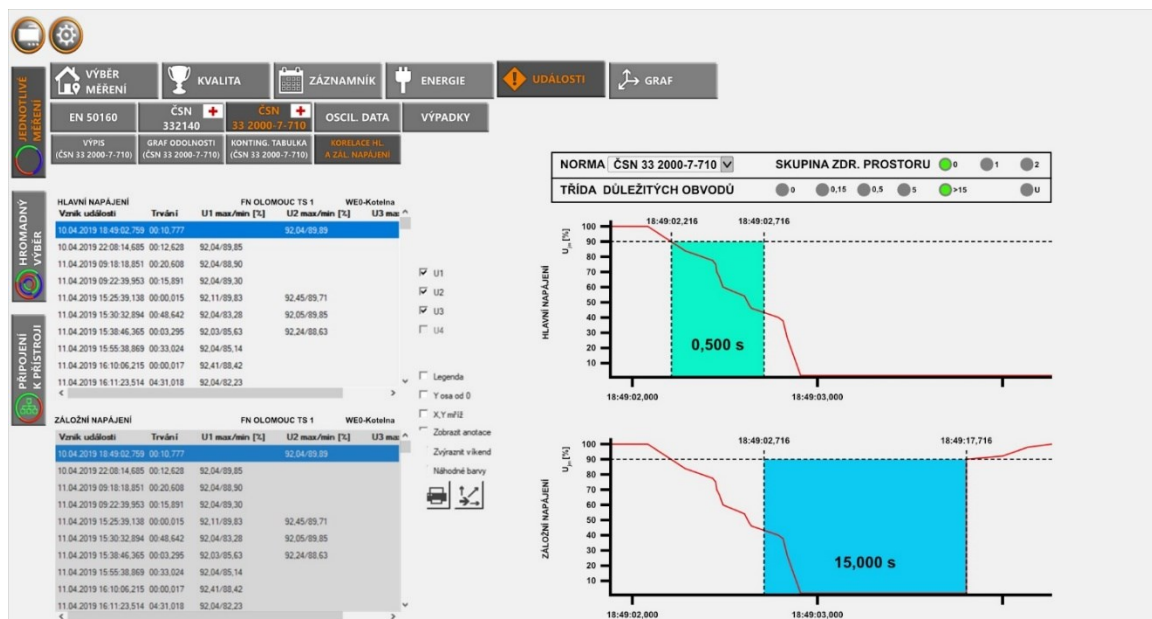 JEDNOTLIVÉ
MĚŘENÍ
HROMADNÝ
VÝBĚR
PŘIPOJENÍ
K PŘÍSTROJI
VÝBĚR
MĚŘENÍ
KVALITA
ZÁZNAMNÍK
ENERGIE
UDÁLOSTI
GRAF
EN 50160
ČSN
332140
ČSN
33 2000-7-710
OSCIL. DATA
VÝPADKY
VÝPIS
(ČSN 33 2000-7-710)
GRAF ODOLNOSTI
(ČSN 33 2000-7-710)
KONTING. TABULKA
(ČSN 33 2000-7-710)
KORELACE HL.
A ZÁL. NAPÁJENÍ
HLAVNÍ NAPÁJENÍ FN OLOMOUC TS 1 WE0-Kotelna
Vznik události Trvání U1 max/min [%] U2 max/min [%] U3 max
10.04.2019 18:49:02,759 00:10,777 92,04/89,89
10.04.2019 22:08:14,685 00:12,628 92,04/89,85
11.04.2019 09:18:18,851 00:20,608 92,04/88,90
11.04.2019 09:22:39,953 00:15,891 92,04/89,30
11.04.2019 15:25:39,138 00:00,015 92,11/89,83 92,45/89,71
11.04.2019 15:30:32,894 00:48,642 92,04/83,28 92,05/89,85
11.04.2019 15:38:46,365 00:03,295 92,03/85,63 92,24/88,63
11.04.2019 15:55:38,869 00:33,024 92,04/85,14
11.04.2019 16:10:06,215 00:00,017 92,41/88,42
11.04.2019 16:11:23,514 04:31,018 92,04/82,23
ZÁLOŽNÍ NAPÁJENÍ FN OLOMOUC TS 1 WE0-Kotelna
Vznik události Trvání U1 max/min [%] U2 max/min [%] U3 max
10.04.2019 18:49:02,759 00:10,777 92,04/89,89
10.04.2019 22:08:14,685 00:12,628 92,04/89,85
11.04.2019 09:18:18,851 00:20,608 92,04/88,90
11.04.2019 09:22:39,953 00:15,891 92,04/89,30
11.04.2019 15:25:39,138 00:00,015 92,11/89,83 92,45/89,71
11.04.2019 15:30:32,894 00:48,642 92,04/83,28 92,05/89,85
11.04.2019 15:38:46,365 00:03,295 92,03/85,63 92,24/88,63
11.04.2019 15:55:38,869 00:33,024 92,04/85,14
11.04.2019 16:10:06,215 00:00,017 92,41/88,42
11.04.2019 16:11:23,514 04:31,018 92,04/82,23
U1
U2
U3
U4
Legenda
Y osa od 0
X,Y mříž
Zobrazit anotace
Zvýraznit víkend
Náhodné barvy
NORMA ČSN 33 2000-7-710 SKUPINA ZDR. PROSTORU 0 1 2
TŘÍDA DŮLEŽITÝCH OBVODŮ 0 0,15 0,5 5 >15 U
18:49:02,216 18:49:02,716
HLAVNÍ NAPÁJENÍ
U [%]
100
90
80
70
60
50
40
30
20
10
0,500 s
18:49:02,000 18:49:03,000
18:49:02,716 18:49:17,716
ZÁLOŽNÍ NAPÁJENÍ
U [%]
100
90
80
70
60
50
40
30
20
10
15,000 s
18:49:02,000 18:49:03,000